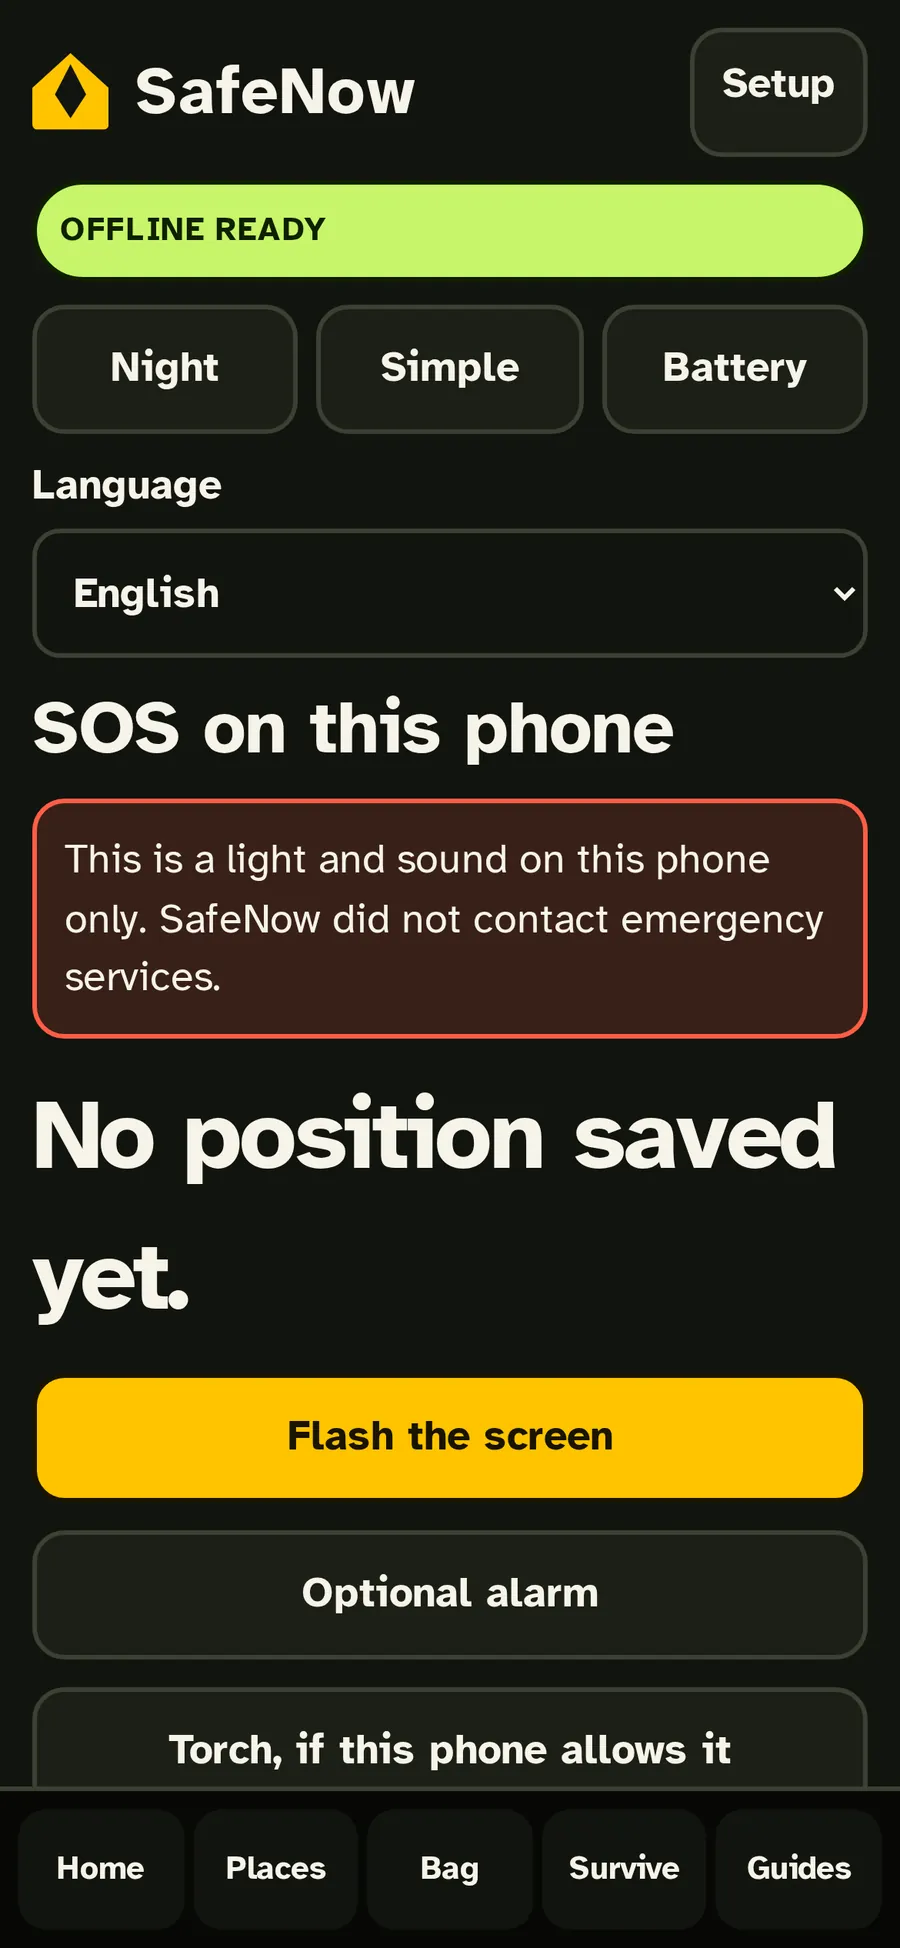 SafeNow
Setup
OFFLINE READY
Night
Simple
Battery
Language
English
SOS on this phone
This is a light and sound on this phone
only. SafeNow did not contact emergency
services.
No position saved
yet.
Flash the screen
Optional alarm
Torch, if this phone allows it
Home
Places
Bag
Survive
Guides